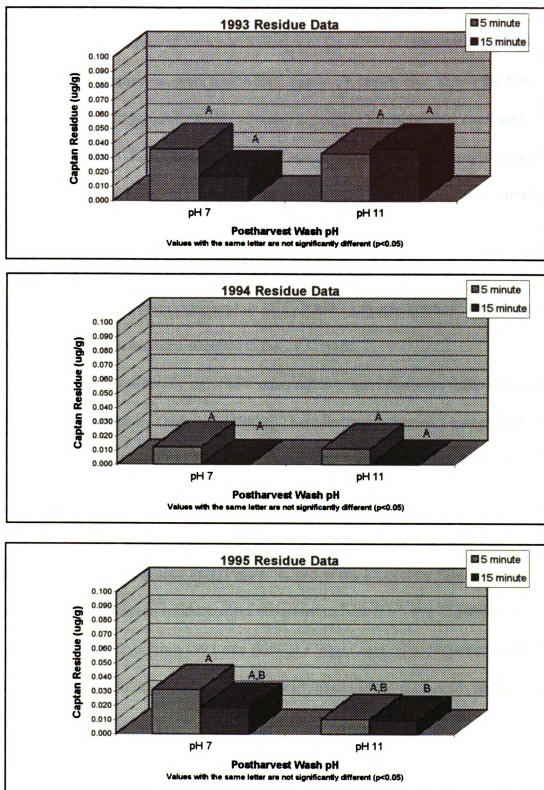 1993 Residue Data
5 minute
15 minute
Captan Residue (ug/g)
0.100
0.090
0.080
0.070
0.060
0.050
0.040
0.030
0.020
0.010
0.000
A
A
A
A
pH 7
pH 11
Postharvest Wash pH
Values with the same letter are not significantly different (p<0.05)
1994 Residue Data
5 minute
15 minute
Captan Residue (ug/g)
0.100
0.090
0.080
0.070
0.060
0.050
0.040
0.030
0.020
0.010
0.000
A
A
A
A
pH 7
pH 11
Postharvest Wash pH
Values with the same letter are not significantly different (p<0.05)
1995 Residue Data
5 minute
15 minute
Captan Residue (ug/g)
0.100
0.090
0.080
0.070
0.060
0.050
0.040
0.030
0.020
0.010
0.000
A
A,B
A,B
B
pH 7
pH 11
Postharvest Wash pH
Values with the same letter are not significantly different (p<0.05)